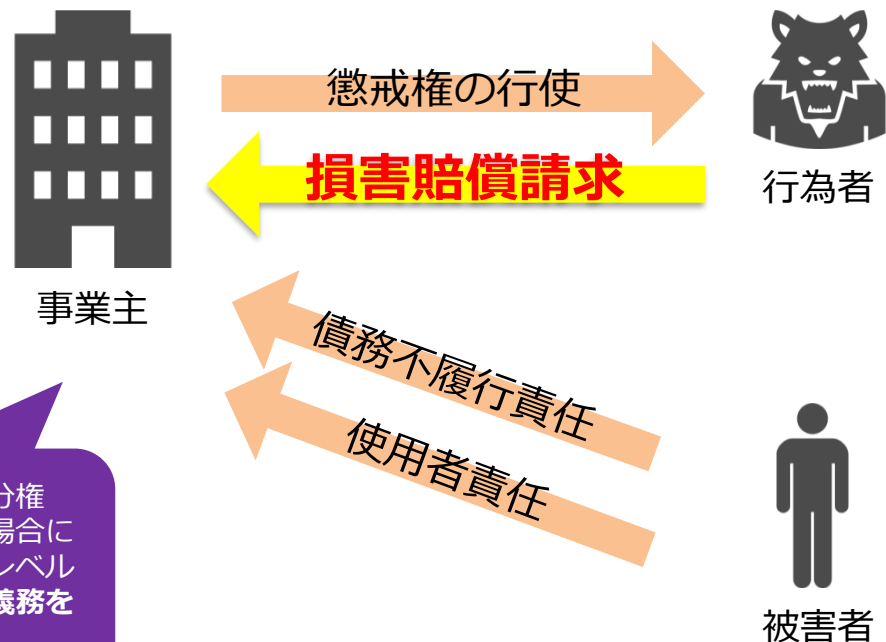 懲戒権の行使
損害賠償請求
行為者
事業主
債務不履行責任
使用者責任
分権
場合に
レベル
義務を
被害者